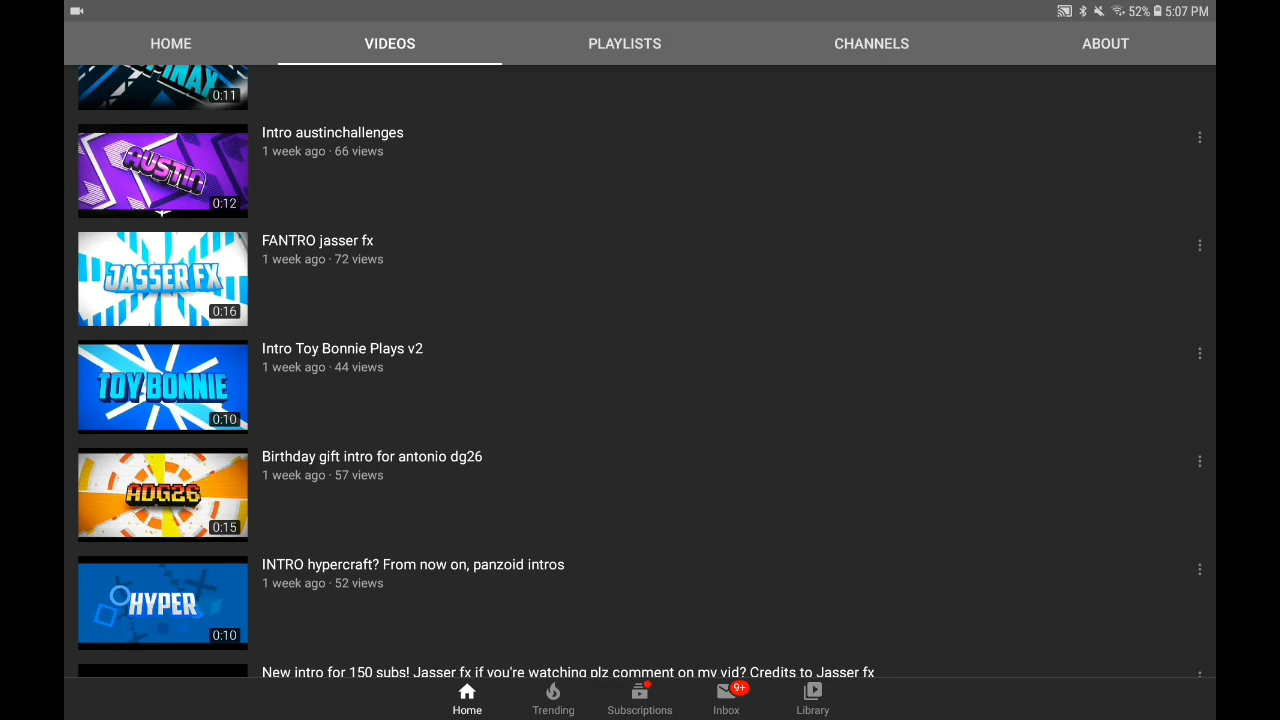 52% 5:07 PM
HOME VIDEOS PLAYLISTS CHANNELS ABOUT
0:11
Intro austinchallenges
1 week ago · 66 views
AUSTIN
0:12
FANTRO jasser fx
1 week ago · 72 views
JASSER FX
0:16
Intro Toy Bonnie Plays v2
1 week ago · 44 views
TOY BONNIE
0:10
Birthday gift intro for antonio dg26
1 week ago · 57 views
ADG26
0:15
INTRO hypercraft? From now on, panzoid intros
1 week ago · 52 views
HYPER
0:10
New intro for 150 subs! Jasser fx if you're watching plz comment on my vid? Credits to Jasser fx
9+
Home Trending Subscriptions Inbox Library